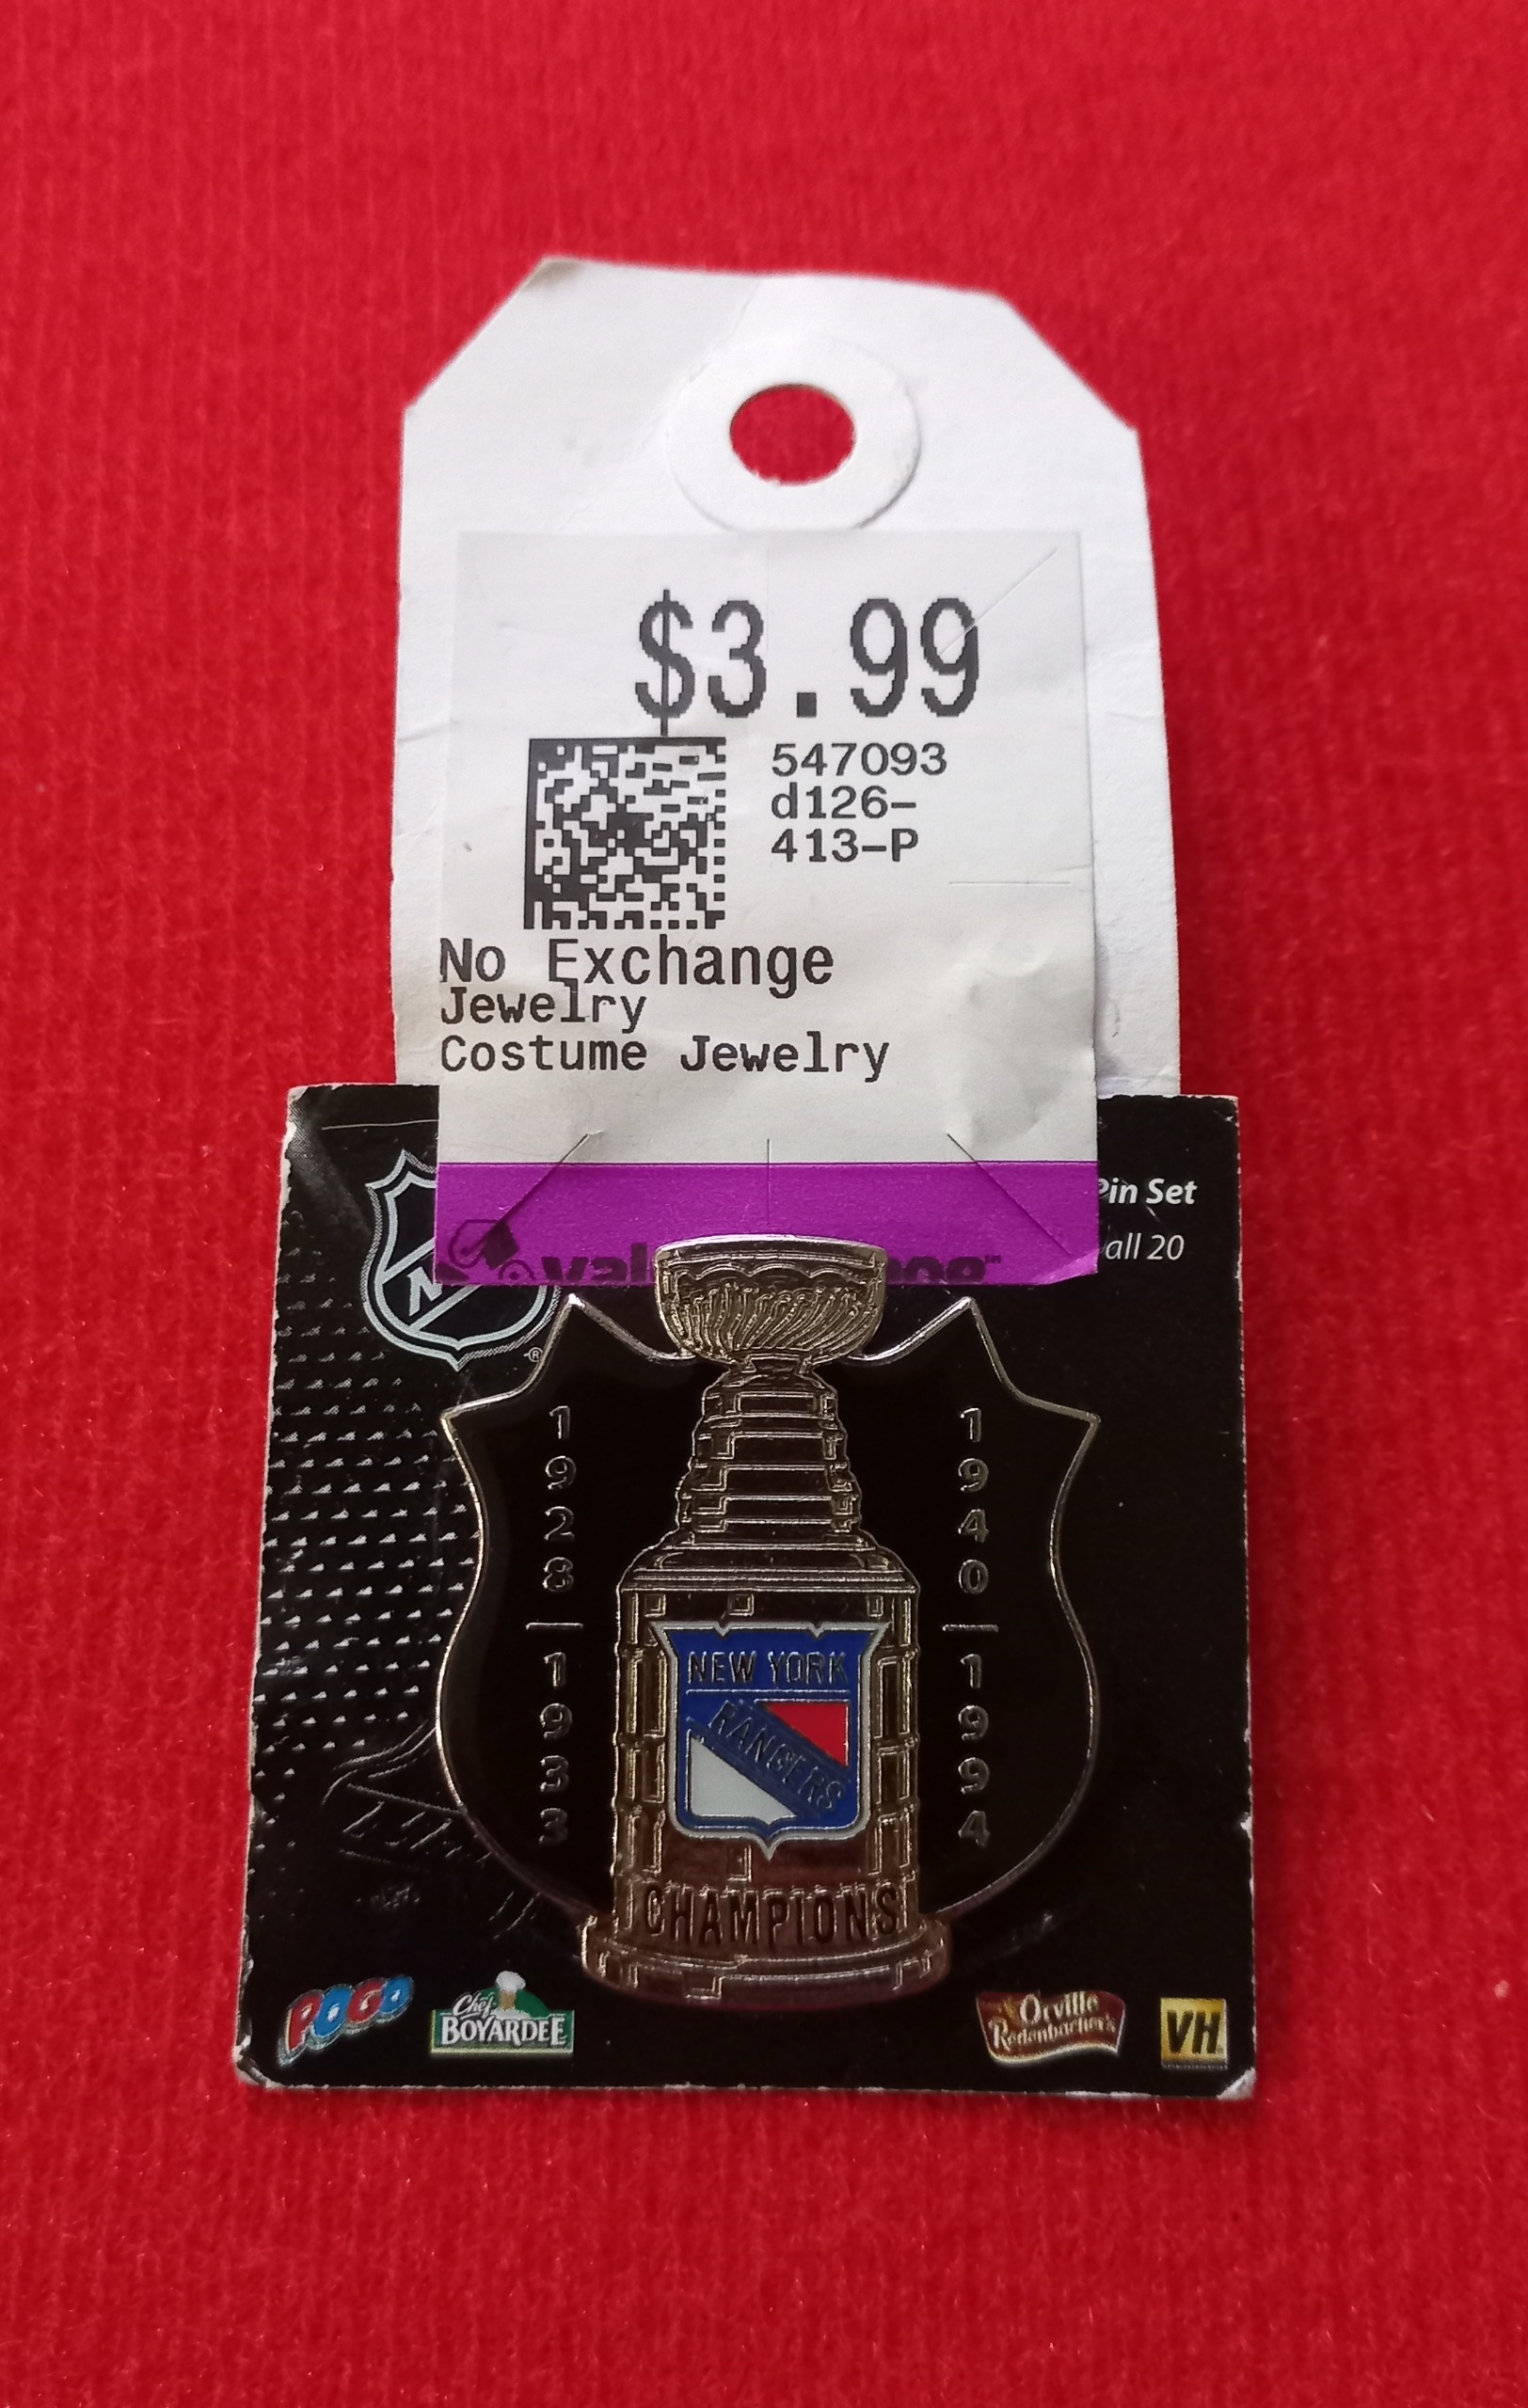 $3.99
547093
d126-
413-P
No Exchange
Jewelry
Costume Jewelry
Pin Set
all 20
N
®
1928|1933
1940|1994
NEW YORK
RANGERS
CHAMPIONS
POGO
Chef
BOYARDEE
Orville
Redenbacher's
VH